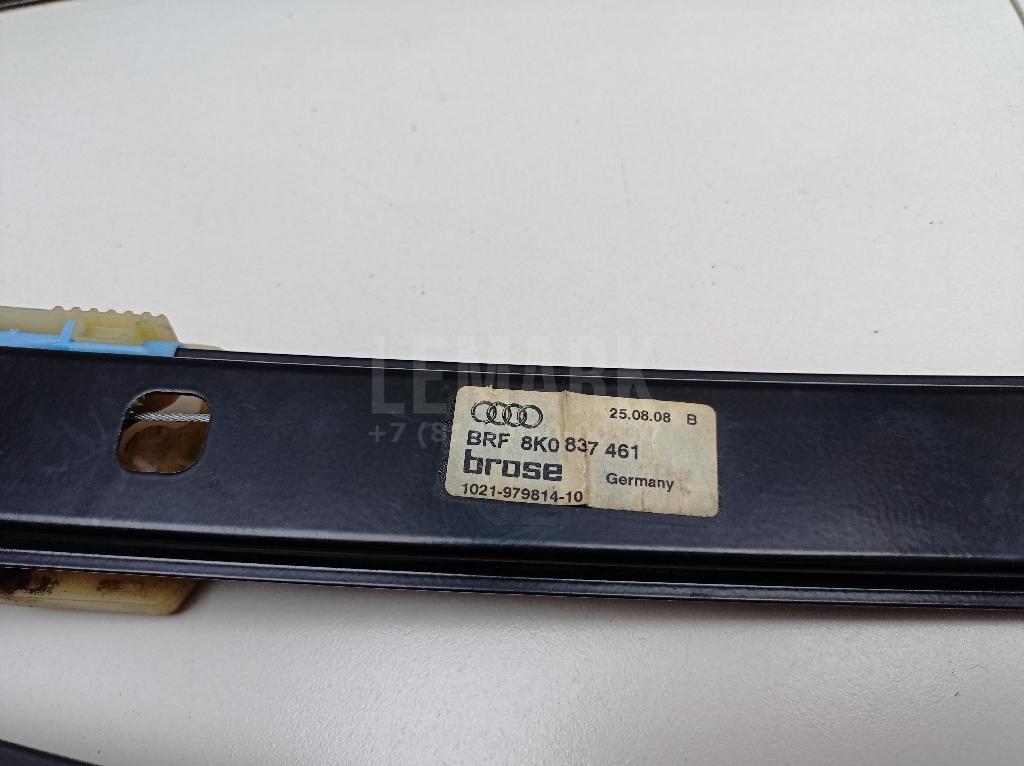 25.08.08 B
BRF 8K0 837 461
brose Germany
1021-979814-10
LEMARK